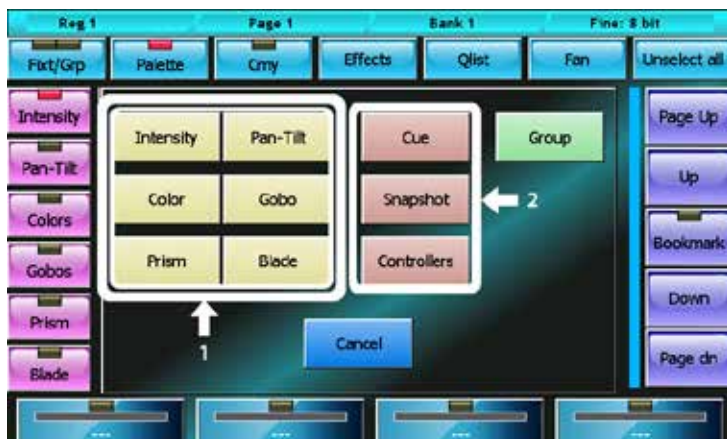 Reg 1 Page 1 Bank 1 Fine: 8 bit
Fixt/Grp Palette Cmy Effects Qlist Fan Unselect all
Intensity
Pan-Tilt
Colors
Gobos
Prism
Blade
Intensity Pan-Tilt Cue Group
Color Gobo Snapshot
Prism Blade Controllers
Cancel
1
2
Page Up
Up
Bookmark
Down
Page dn
--- --- --- ---